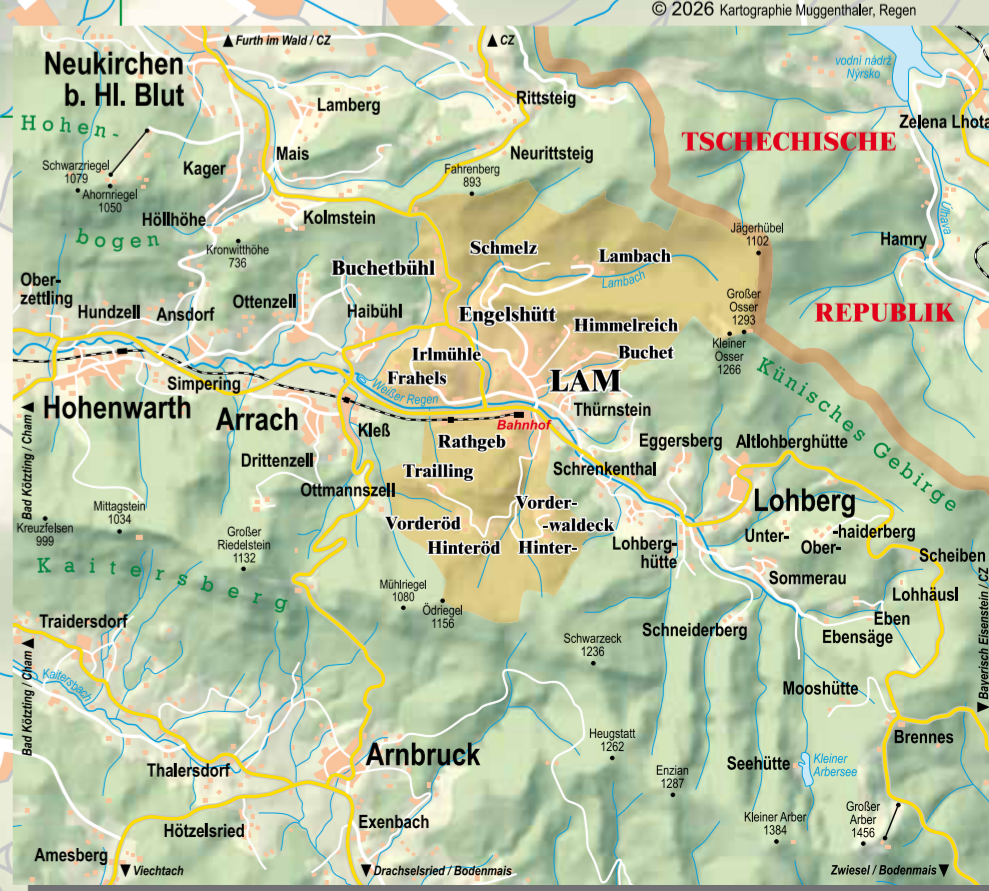 © 2026 Kartographie Muggenthaler, Regen
▲ Furth im Wald / CZ
▲ CZ
Neukirchen
b. Hl. Blut
vodni nádrž
Nýrsko
Lamberg
Rittsteig
Hohen-
bogen
TSCHECHISCHE
Zelena Lhota
Mais
Neurittsteig
Schwarzriegel
1079
Kager
Fahrenberg
893
Ahornriegel
1050
Höllhöhe
Kolmstein
Úhlava
Kronwitthöhe
736
Schmelz
Jägerhübel
1102
Hamry
Buchetbühl
Lambach
Lambach
Ober-
zettling
Hundzell
Ansdorf
Ottenzell
Haibühl
Engelshütt
Großer
Osser
1293
REPUBLIK
Himmelreich
Kleiner
Osser
1266
Irlmühle
Buchet
Simpering
Frahels
LAM
Künisches Gebirge
Weißer Regen
Hohenwarth
Arrach
Thürnstein
Bahnhof
Kleß
Rathgeb
Eggersberg
Altlohberghütte
Bad Kötzting / Cham ▲
Drittenzell
Trailling
Schrenkenthal
Ottmannszell
Lohberg
Mittagstein
1034
Vorder-
-waldeck
Hinter-
Kreuzfelsen
999
Vorderöd
Hinteröd
Großer
Riedelstein
1132
Lohberg-
hütte
Unter-
Ober-
-haiderberg
Scheiben
Kaitersberg
Sommerau
Mühlriegel
1080
Ödriegel
1156
Lohhäusl
Traidersdorf
Eben
Ebensäge
Schneiderberg
Schwarzeck
1236
Kaitersbach
Bad Kötzting / Cham ▲
Mooshütte
▼ Bayerisch Eisenstein / CZ
Arnbruck
Heugstatt
1262
Brennes
Thalersdorf
Enzian
1287
Seehütte
Kleiner
Arbersee
Hötzelsried
Exenbach
Kleiner Arber
1384
Großer
Arber
1456
Amesberg
▼ Viechtach
▼ Drachselsried / Bodenmais
Zwiesel / Bodenmais ▼